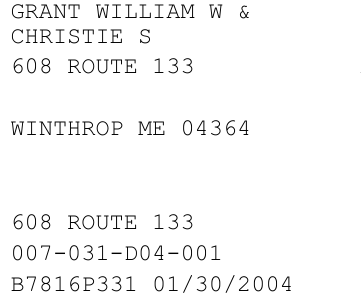 GRANT WILLIAM W &
CHRISTIE S
608 ROUTE 133
WINTHROP ME 04364
608 ROUTE 133
007-031-D04-001
B7816P331 01/30/2004